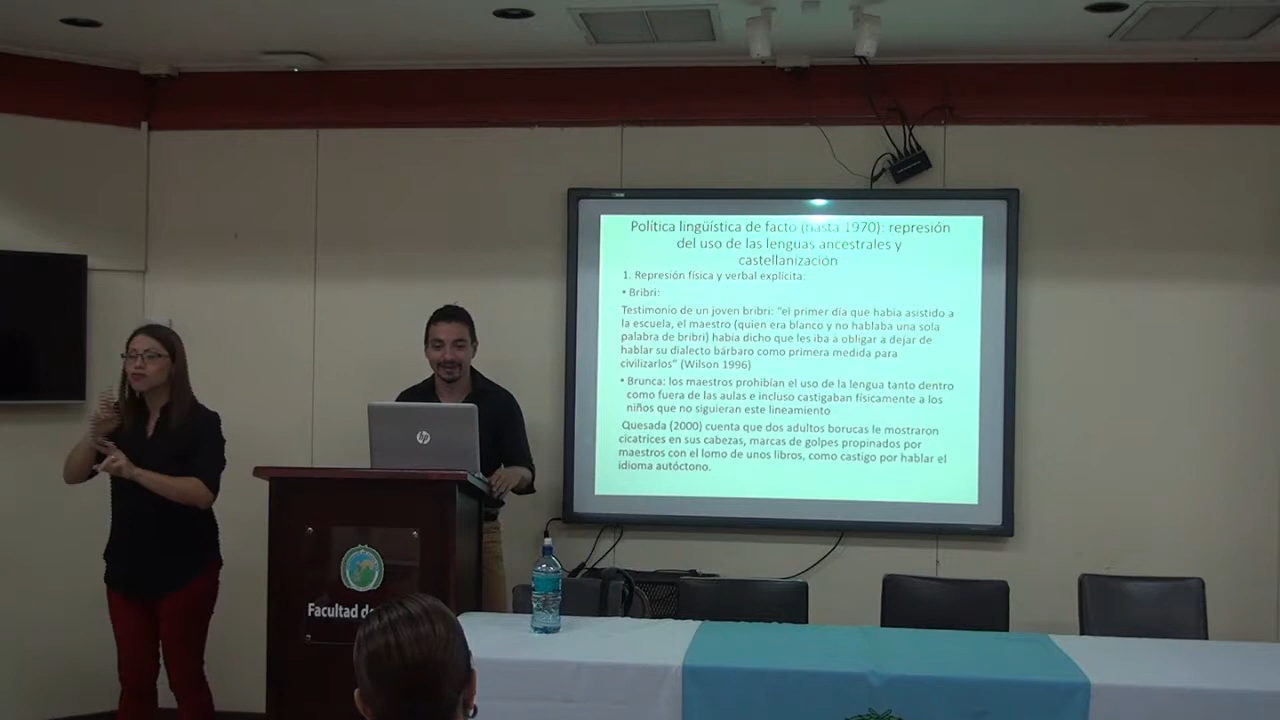 Política lingüística de facto (hasta 1970): represión
del uso de las lenguas ancestrales y
castellanización
1. Represión física y verbal explícita:
• Bribri:
Testimonio de un joven bribri: "el primer día que había asistido a
la escuela, el maestro (quien era blanco y no hablaba una sola
palabra de bribri) había dicho que les iba a obligar a dejar de
hablar su dialecto bárbaro como primera medida para
civilizarlos" (Wilson 1996)
• Brunca: los maestros prohibían el uso de la lengua tanto dentro
como fuera de las aulas e incluso castigaban físicamente a los
niños que no siguieran este lineamiento
Quesada (2000) cuenta que dos adultos borucas le mostraron
cicatrices en sus cabezas, marcas de golpes propinados por
maestros con el lomo de unos libros, como castigo por hablar el
idioma autóctono.
hp
Facultad de